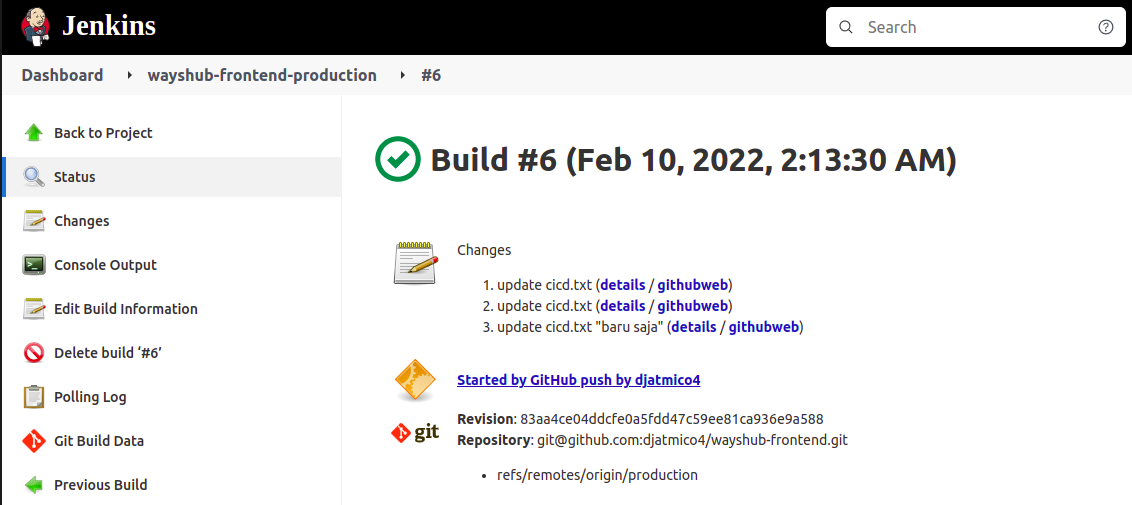 Jenkins
Search
Dashboard
wayshub-frontend-production
#6
Back to Project
Status
Changes
Console Output
Edit Build Information
Delete build ‘#6’
Polling Log
Git Build Data
Previous Build
Build #6 (Feb 10, 2022, 2:13:30 AM)
Changes
1. update cicd.txt (details / githubweb)
2. update cicd.txt (details / githubweb)
3. update cicd.txt "baru saja" (details / githubweb)
Started by GitHub push by djatmico4
git
Revision: 83aa4ce04ddcfe0a5fdd47c59ee81ca936e9a588
Repository: git@github.com:djatmico4/wayshub-frontend.git
• refs/remotes/origin/production